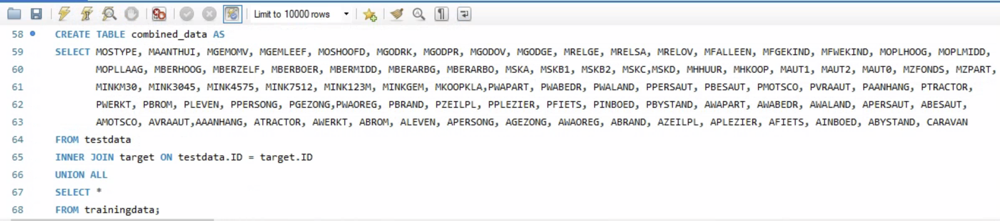 Limit to 10000 rows
58 CREATE TABLE combined_data AS
59 SELECT MOSTYPE, MAANTHUI, MGEMOMV, MGEMLEEF, MOSHOOFD, MGODRK, MGODPR, MGODOV, MGODGE, MRELGE, MRELSA, MRELOV, MFALLEEN, MFGEKIND, MFWEKIND, MOPLHOOG, MOPLMIDD,
60 MOPLLAAG, MBERHOOG, MBERZELF, MBERBOER, MBERMIDD, MBERARBG, MBERARBO, MSKA, MSKB1, MSKB2, MSKC,MSKD, MHHUUR, MHKOOP, MAUT1, MAUT2, MAUT0, MZFONDS, MZPART,
61 MINKM30, MINK3045, MINK4575, MINK7512, MINK123M, MINKGEM, MKOOPKLA,PWAPART, PWABEDR, PWALAND, PPERSAUT, PBESAUT, PMOTSCO, PVRAAUT, PAANHANG, PTRACTOR,
62 PWERKT, PBROM, PLEVEN, PPERSONG, PGEZONG,PWAOREG, PBRAND, PZEILPL, PPLEZIER, PFIETS, PINBOED, PBYSTAND, AWAPART, AWABEDR, AWALAND, APERSAUT, ABESAUT,
63 AMOTSCO, AVRAAUT,AAANHANG, ATRACTOR, AWERKT, ABROM, ALEVEN, APERSONG, AGEZONG, AWAOREG, ABRAND, AZEILPL, APLEZIER, AFIETS, AINBOED, ABYSTAND, CARAVAN
64 FROM testdata
65 INNER JOIN target ON testdata.ID = target.ID
66 UNION ALL
67 SELECT *
68 FROM trainingdata;